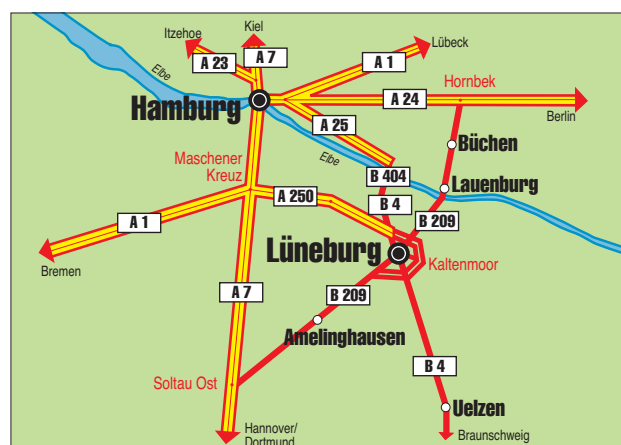 Kiel
Itzehoe
A 7
Lübeck
A 23
A 1
Elbe
Hornbek
A 24
Hamburg
Berlin
A 25
Büchen
Elbe
Maschener
Kreuz
B 404
Lauenburg
A 250
B 4
A 1
B 209
Lüneburg
Kaltenmoor
Bremen
A 7
B 209
Amelinghausen
B 4
Soltau Ost
Uelzen
Hannover/
Dortmund
Braunschweig